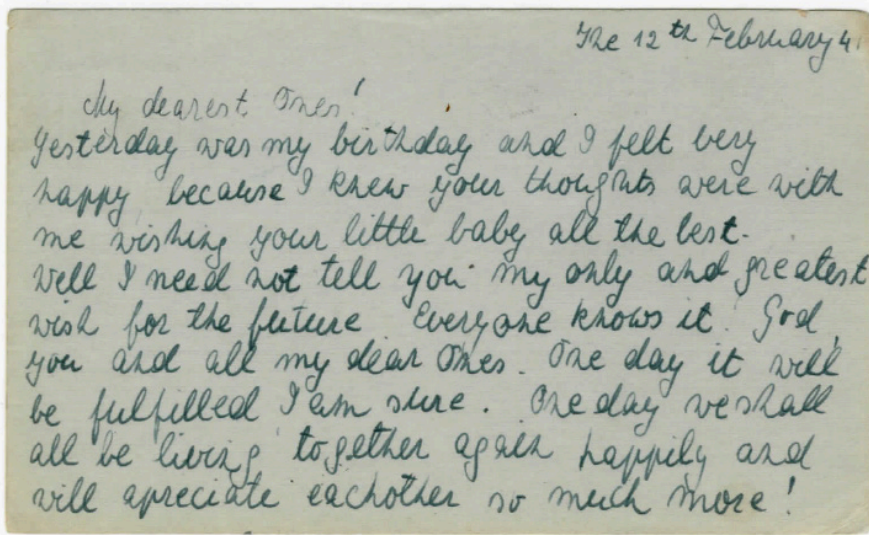 The 12th February 41
My dearest Ones!
Yesterday was my birthday and I felt very
happy because I knew your thoughts were with
me wishing your little baby all the best.
Well I need not tell you my only and greatest
wish for the future Everyone knows it. God,
you and all my dear Ones. One day it will
be fulfilled I am sure. One day we shall
all be living together again happily and
will apreciate eachother so much more!